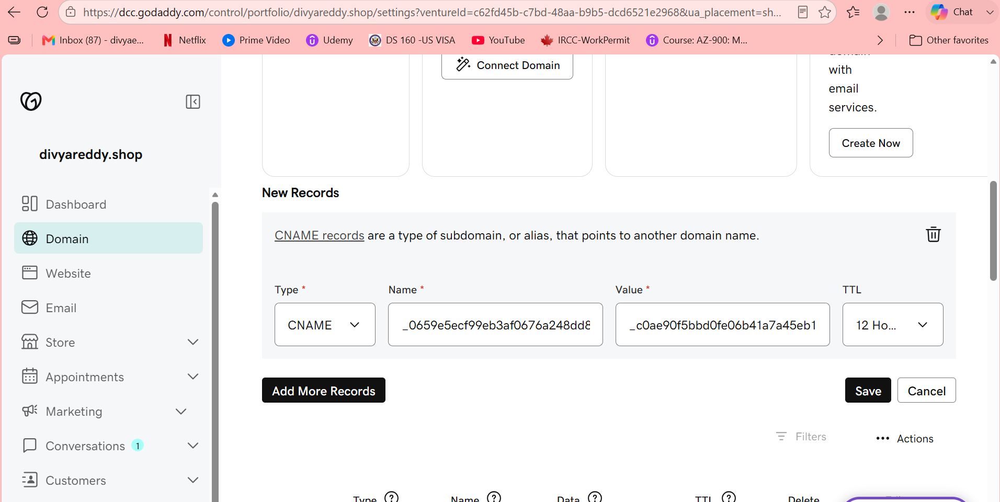 https://dcc.godaddy.com/control/portfolio/divyareddy.shop/settings?ventureId=c62fd45b-c7bd-48aa-b9b5-dcd6521e2968&ua_placement=sh...
Chat
Inbox (87) - divyae...
Netflix
Prime Video
Udemy
DS 160 -US VISA
YouTube
IRCC-WorkPermit
Course: AZ-900: M...
Other favorites
divyareddy.shop
Dashboard
Domain
Website
Email
Store
Appointments
Marketing
Conversations 1
Customers
Connect Domain
domain
with
email
services.
Create Now
New Records
CNAME records are a type of subdomain, or alias, that points to another domain name.
Type * Name * Value * TTL
CNAME _0659e5ecf99eb3af0676a248dd8 _c0ae90f5bbd0fe06b41a7a45eb1 12 Ho...
Add More Records
Save Cancel
Filters ••• Actions
Type ? Name ? Data ? TTL ? Delete